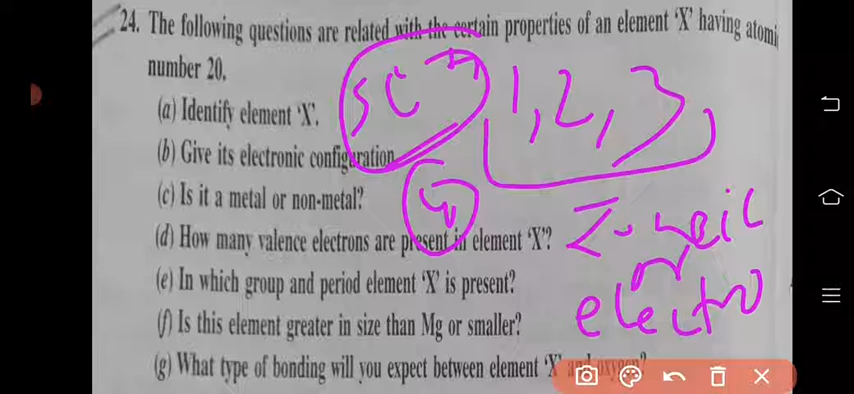 24. The following questions are related with the certain properties of an element 'X' having atomi
number 20.
(a) Identify element 'X'.
(b) Give its electronic configuration
(c) Is it a metal or non-metal?
(d) How many valence electrons are present in element 'X'?
(e) In which group and period element 'X' is present?
(f) Is this element greater in size than Mg or smaller?
(g) What type of bonding will you expect between element 'X' and oxygen?
1, 2, 3
or
electro